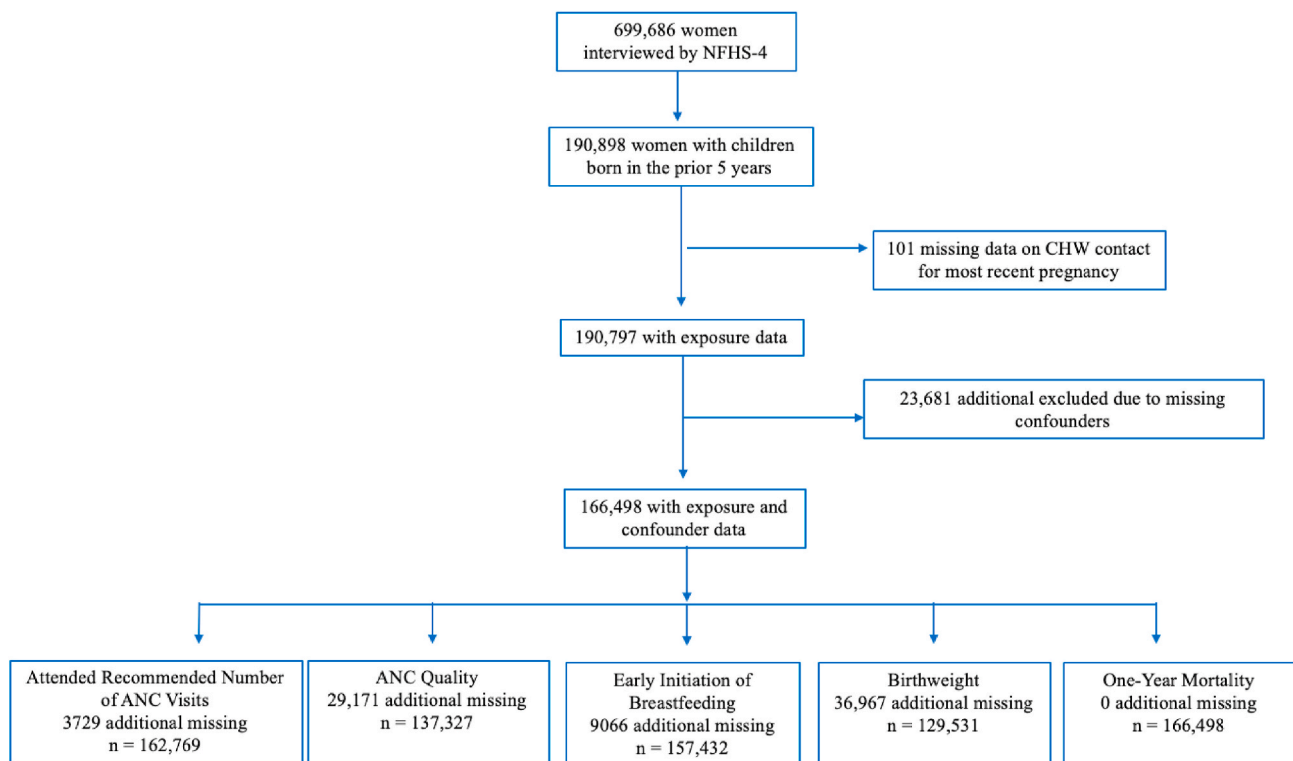 699,686 women
interviewed by NFHS-4
190,898 women with children
born in the prior 5 years
101 missing data on CHW contact
for most recent pregnancy
190,797 with exposure data
23,681 additional excluded due to missing
confounders
166,498 with exposure and
confounder data
Attended Recommended Number
of ANC Visits
3729 additional missing
n = 162,769
ANC Quality
29,171 additional missing
n = 137,327
Early Initiation of
Breastfeeding
9066 additional missing
n = 157,432
Birthweight
36,967 additional missing
n = 129,531
One-Year Mortality
0 additional missing
n = 166,498